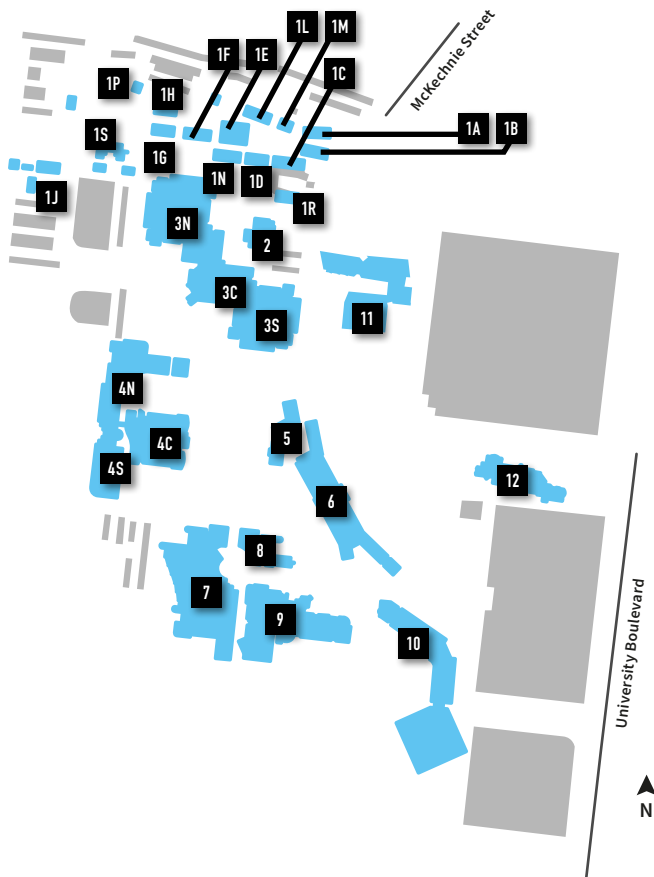 1L
1M
1F
1E
McKechnie Street
1C
1P
1H
1A
1B
1S
1G
1N
1D
1J
1R
3N
2
3C
11
3S
4N
5
4C
4S
12
6
8
7
9
10
University Boulevard
N